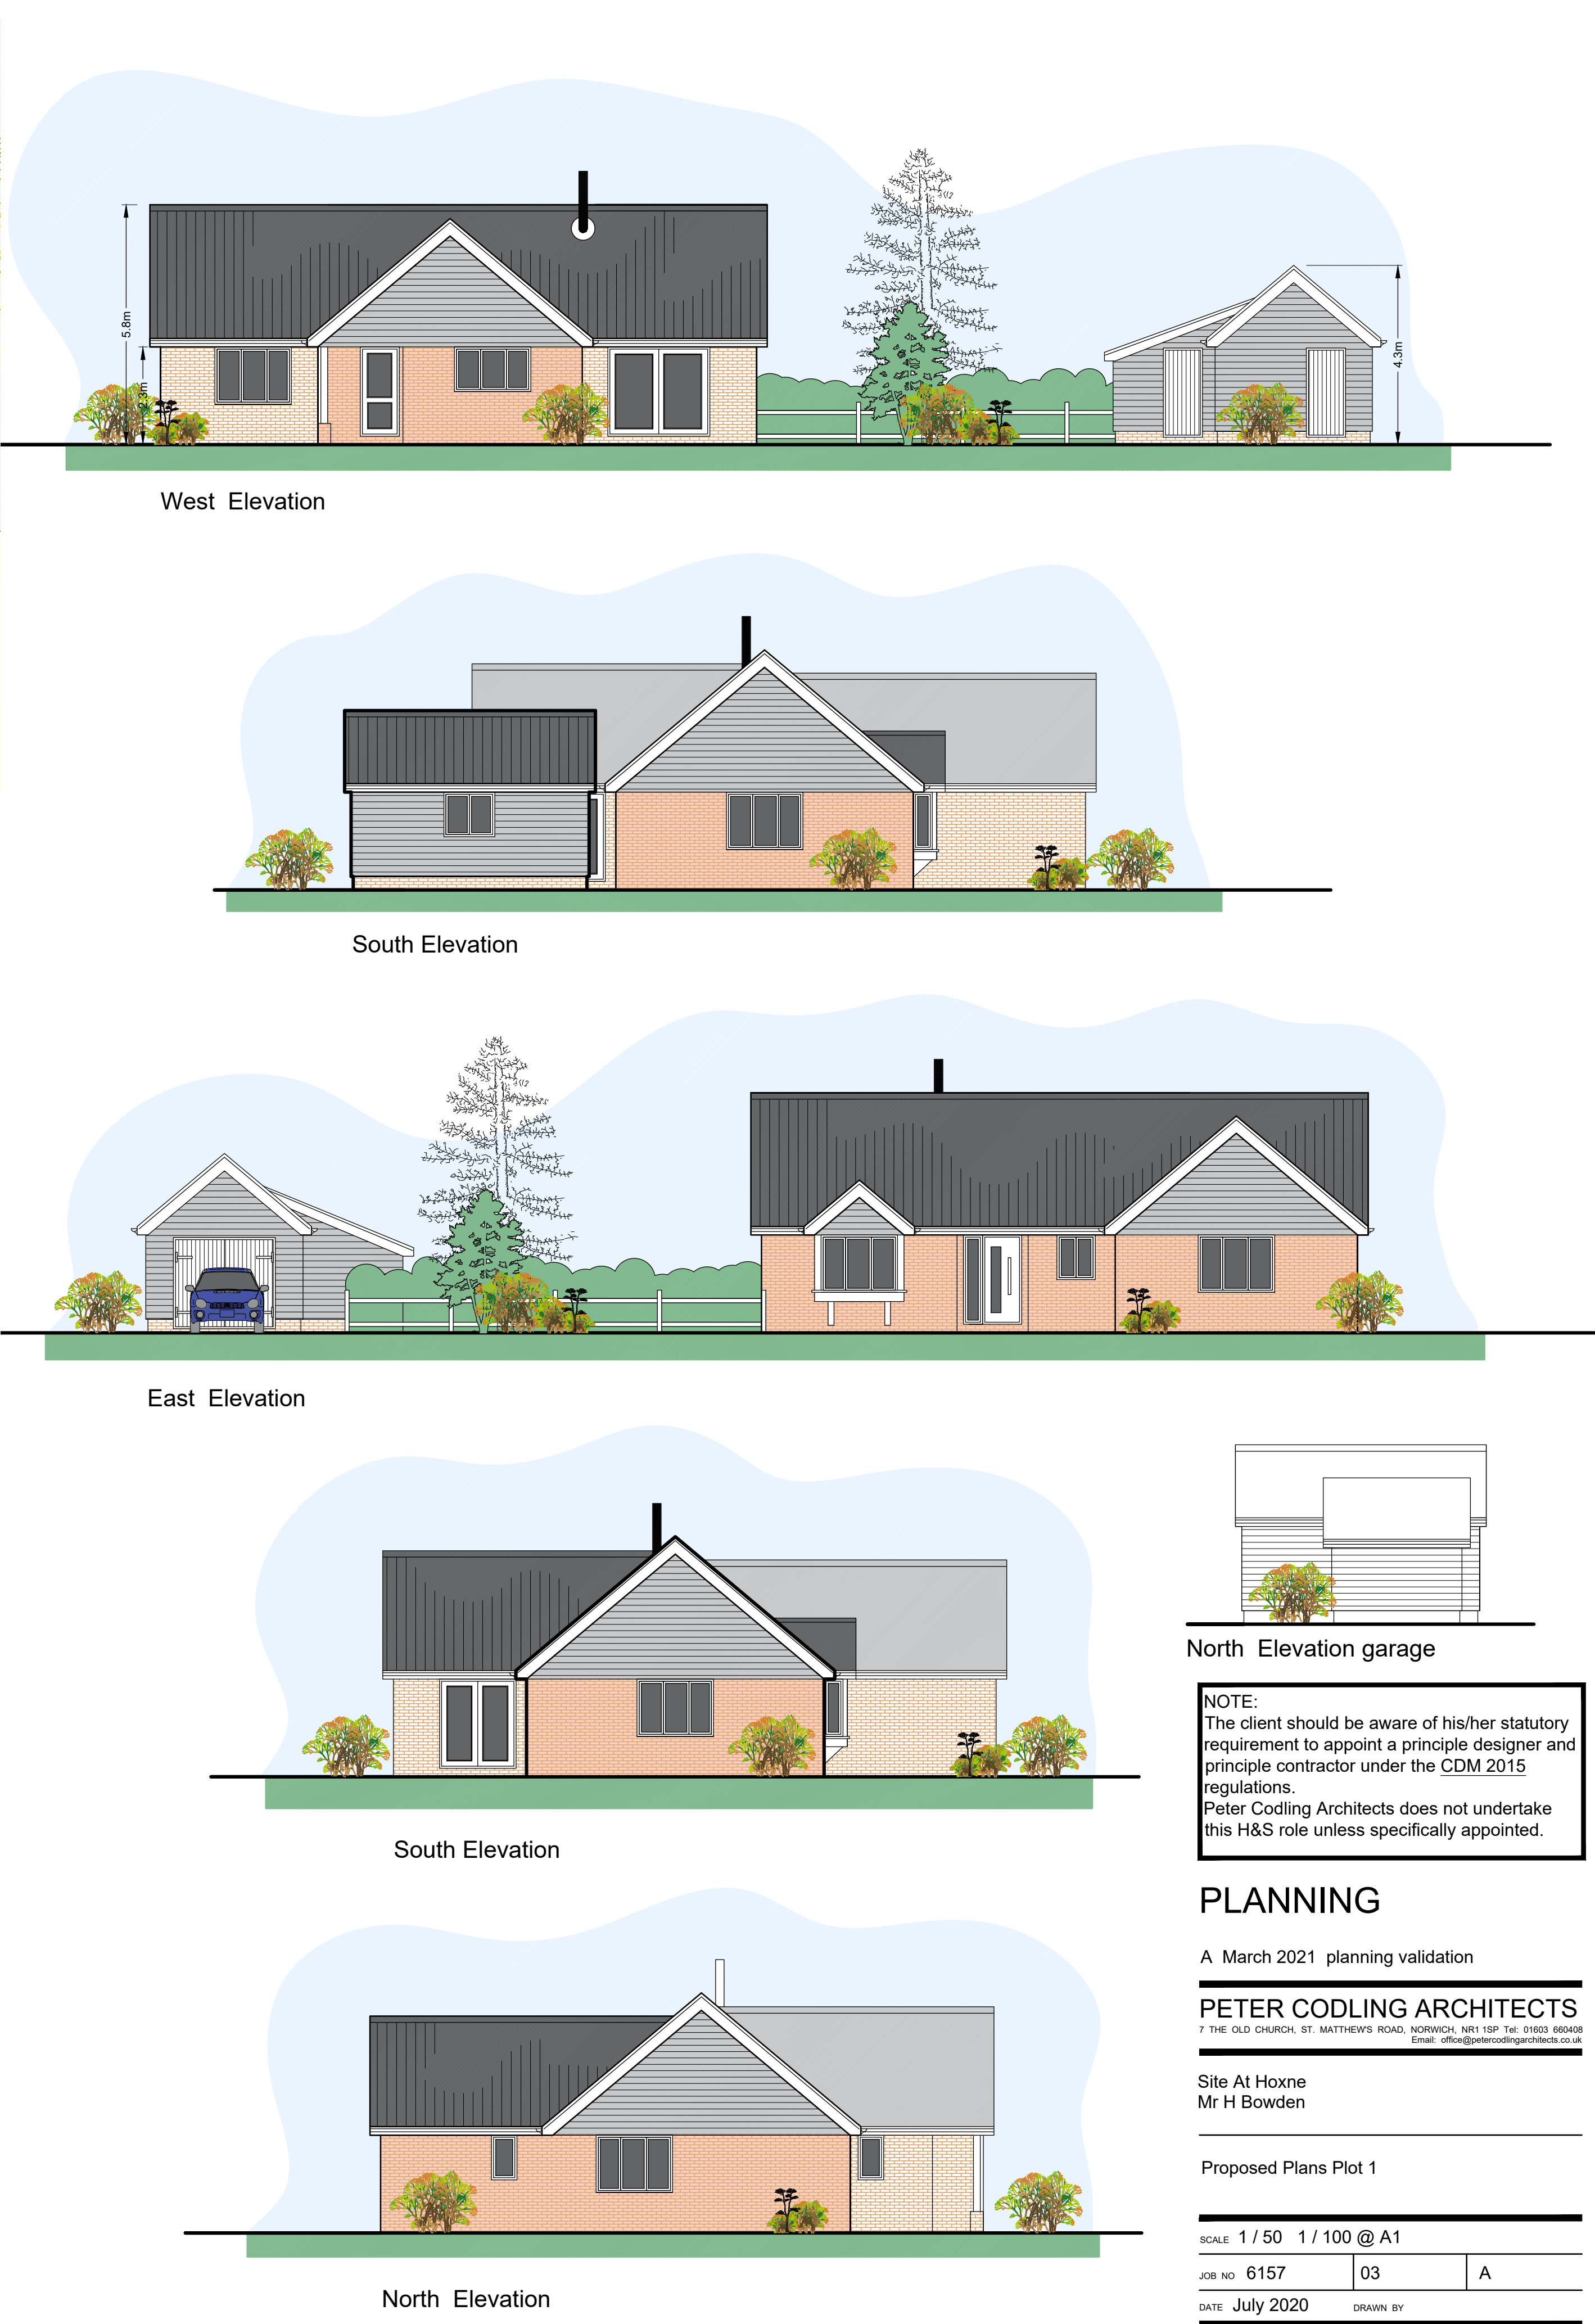 5.8m
4.3m
West Elevation
South Elevation
East Elevation
North Elevation garage
South Elevation
North Elevation
NOTE:
The client should be aware of his/her statutory
requirement to appoint a principle designer and
principle contractor under the CDM 2015
regulations.
Peter Codling Architects does not undertake
this H&S role unless specifically appointed.
PLANNING
A March 2021 planning validation
PETER CODLING ARCHITECTS
7 THE OLD CHURCH, ST. MATTHEW'S ROAD, NORWICH, NR1 1SP Tel: 01603 660408
Email: office@petercodlingarchitects.co.uk
Site At Hoxne
Mr H Bowden
Proposed Plans Plot 1
SCALE 1 / 50 1 / 100 @ A1
JOB NO 6157 03 A
DATE July 2020 DRAWN BY